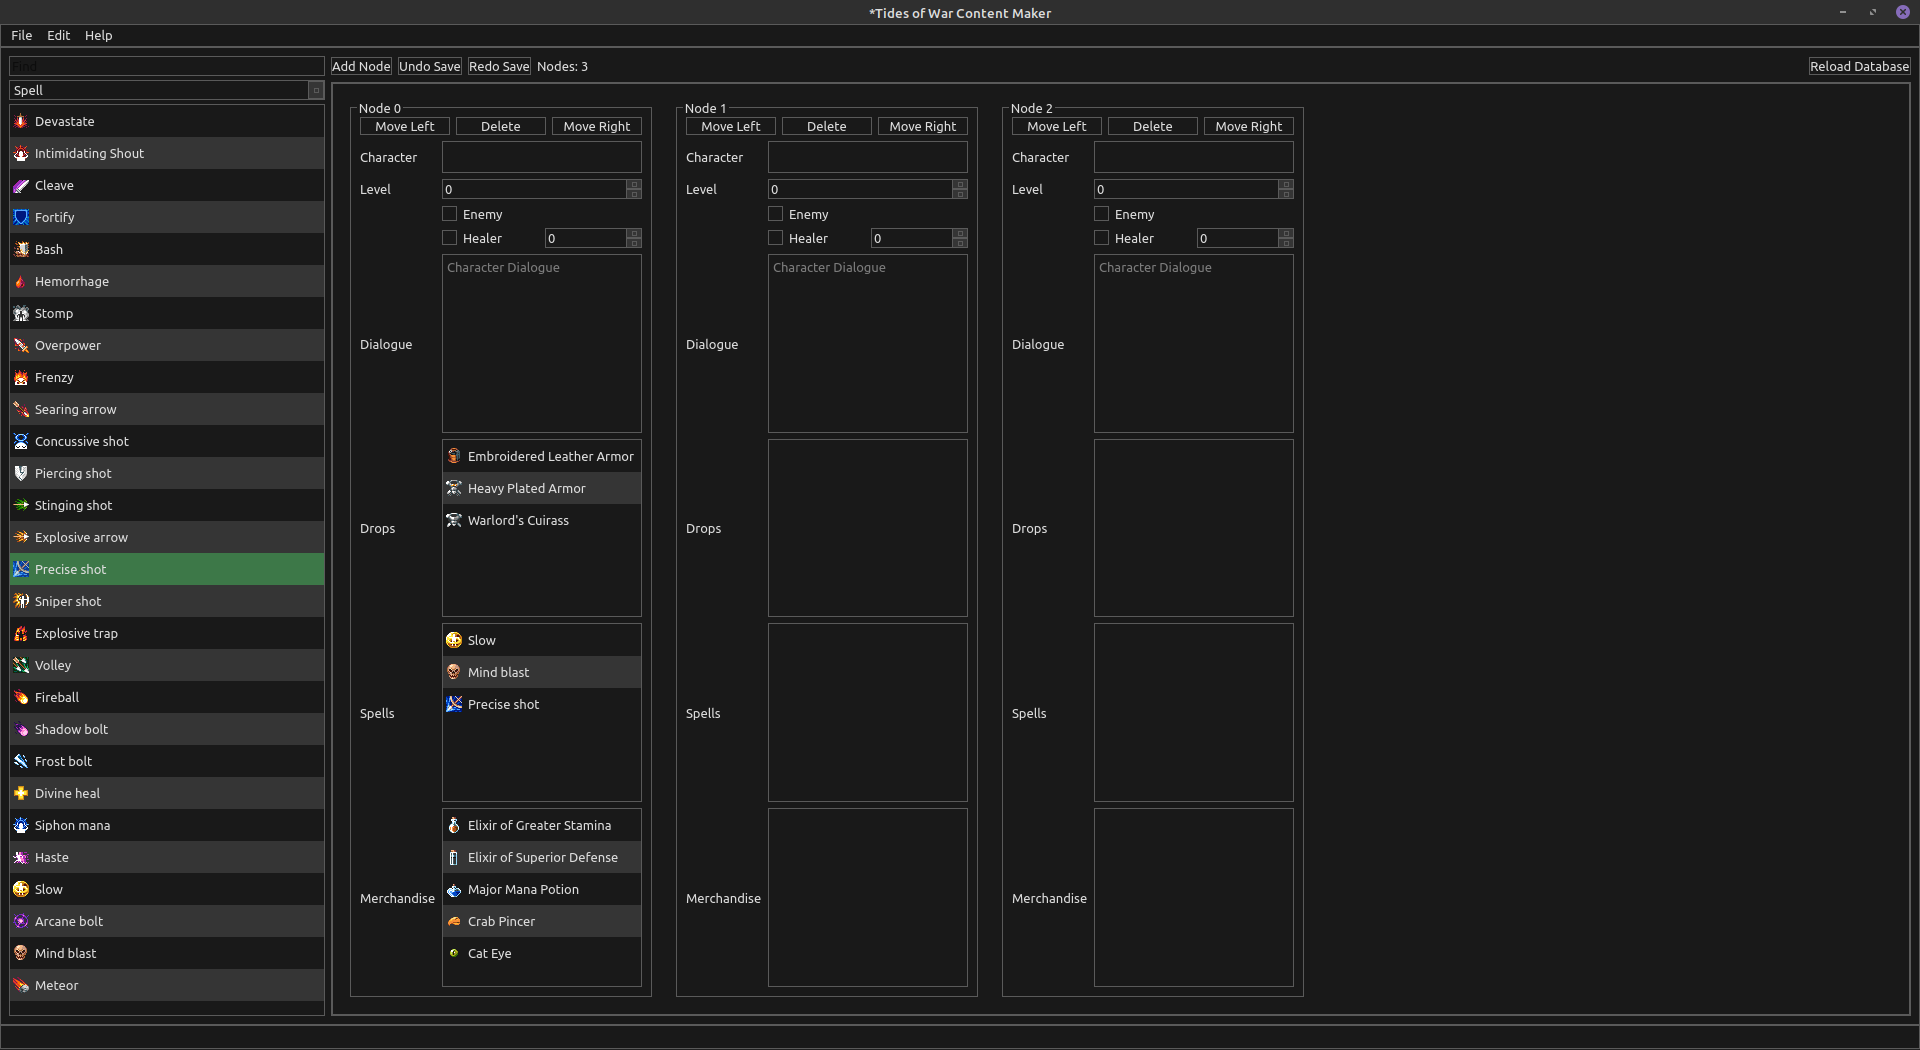 *Tides of War Content Maker
File Edit Help
Find
Add Node Undo Save Redo Save Nodes: 3 Reload Database
Spell
Devastate
Intimidating Shout
Cleave
Fortify
Bash
Hemorrhage
Stomp
Overpower
Frenzy
Searing arrow
Concussive shot
Piercing shot
Stinging shot
Explosive arrow
Precise shot
Sniper shot
Explosive trap
Volley
Fireball
Shadow bolt
Frost bolt
Divine heal
Siphon mana
Haste
Slow
Arcane bolt
Mind blast
Meteor
Node 0
Move Left Delete Move Right
Character
Level 0
Enemy
Healer 0
Character Dialogue
Dialogue
Embroidered Leather Armor
Heavy Plated Armor
Warlord's Cuirass
Drops
Slow
Mind blast
Precise shot
Spells
Elixir of Greater Stamina
Elixir of Superior Defense
Major Mana Potion
Merchandise
Crab Pincer
Cat Eye
Node 1
Move Left Delete Move Right
Character
Level 0
Enemy
Healer 0
Character Dialogue
Dialogue
Drops
Spells
Merchandise
Node 2
Move Left Delete Move Right
Character
Level 0
Enemy
Healer 0
Character Dialogue
Dialogue
Drops
Spells
Merchandise